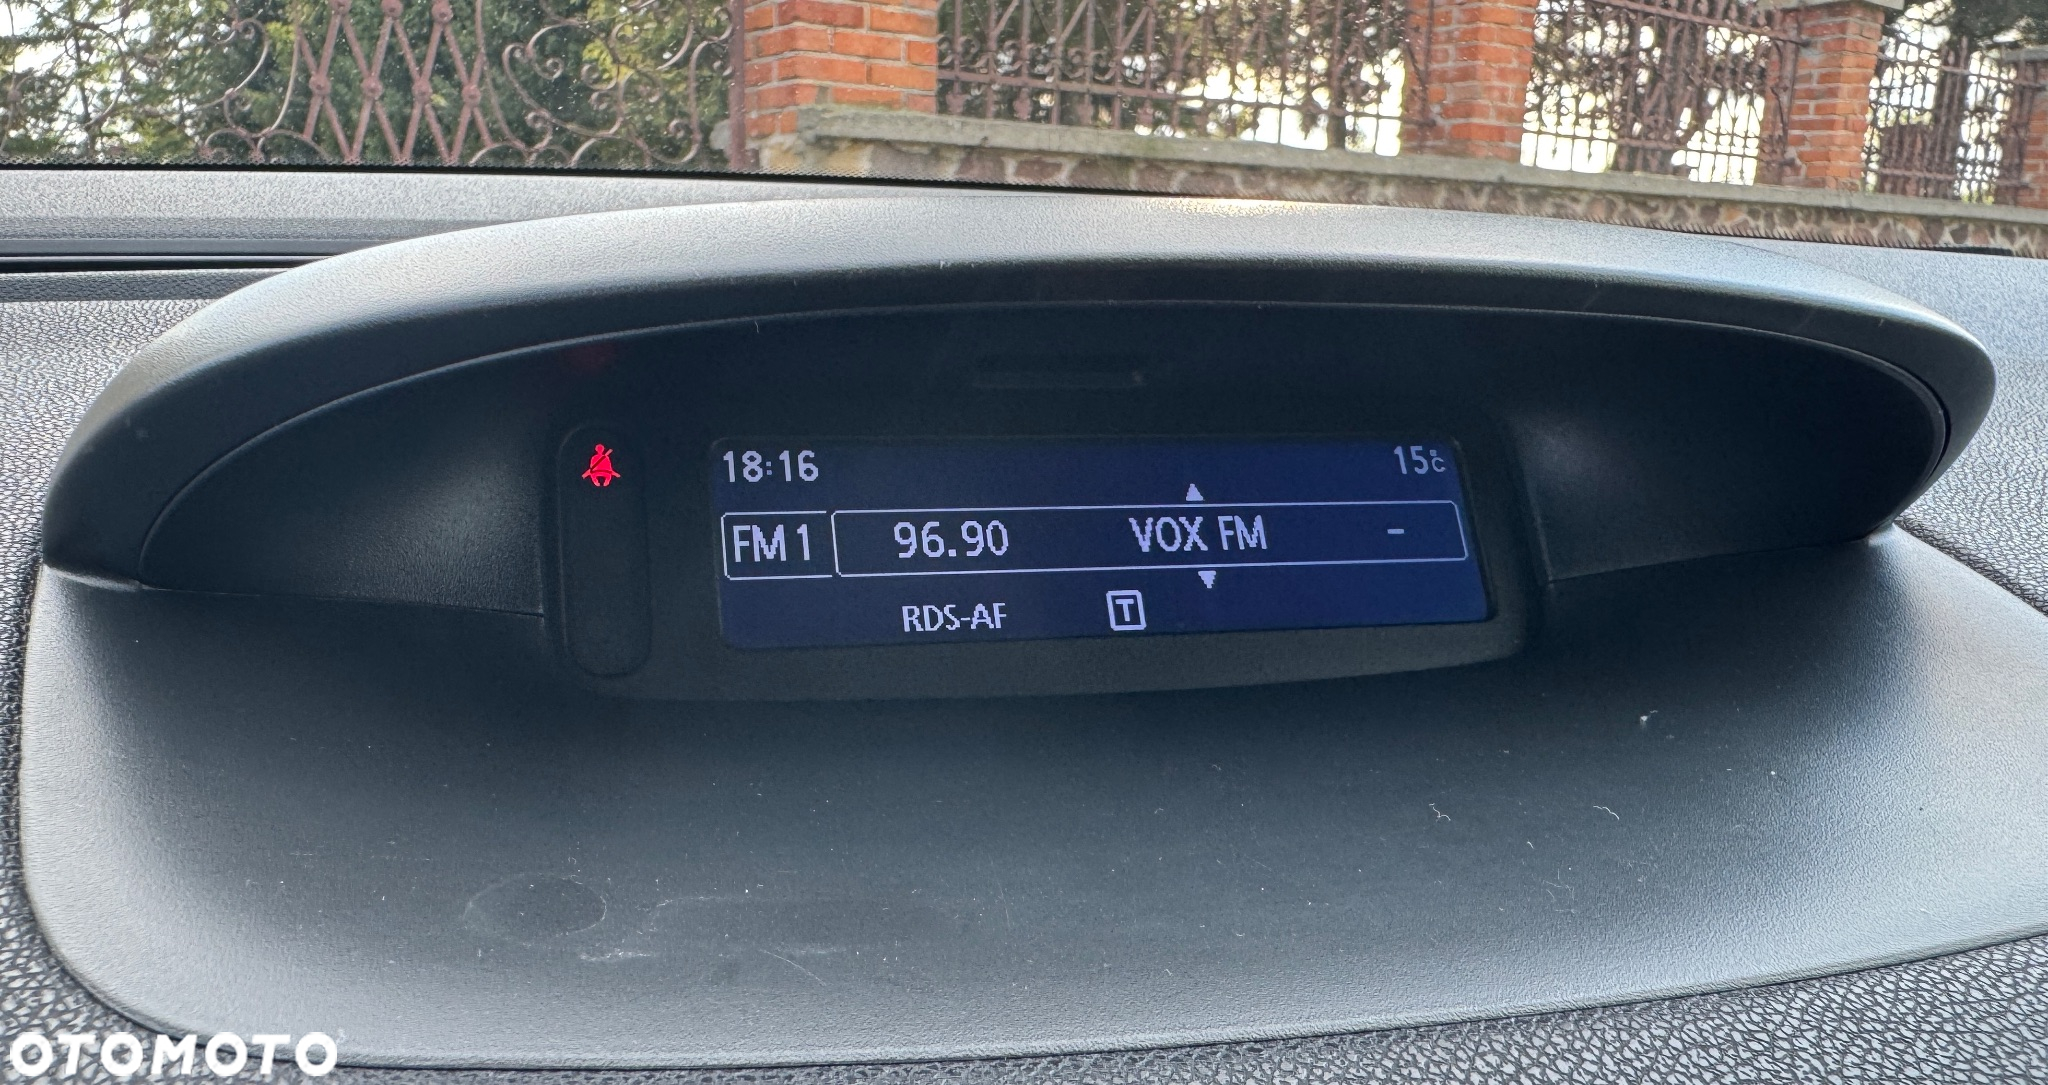 18:16 15°C
FM1 96.90 VOX FM -
RDS-AF T
OTOMOTO